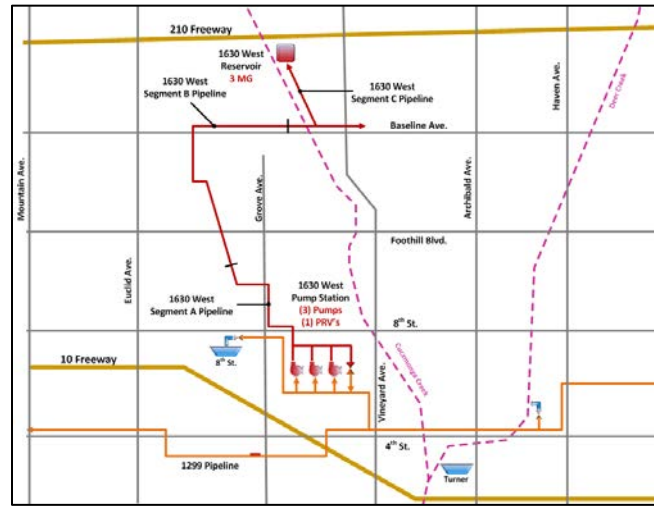 210 Freeway
1630 West
Reservoir
3 MG
1630 West
Segment B Pipeline
1630 West
Segment C Pipeline
Haven Ave.
Deer Creek
Baseline Ave.
Mountain Ave.
Grove Ave.
Archibald Ave.
Foothill Blvd.
Euclid Ave.
1630 West
Segment A Pipeline
1630 West
Pump Station
(3) Pumps
(1) PRV's
8th St.
10 Freeway
8th St.
Vineyard Ave.
Cucamonga Creek
4th St.
1299 Pipeline
Turner